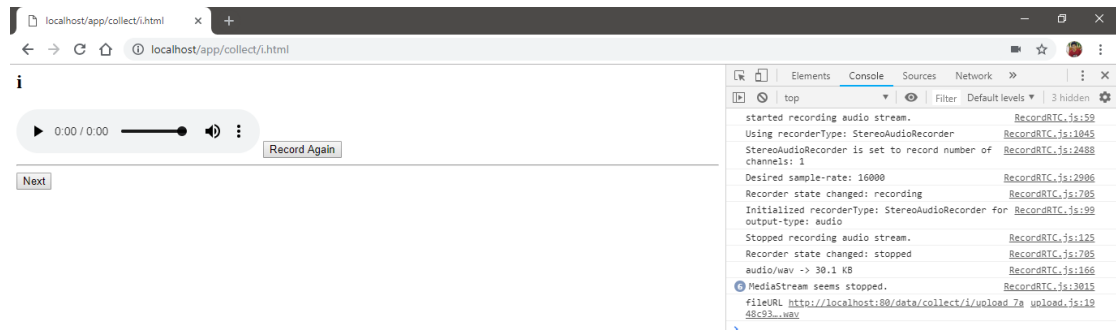 localhost/app/collect/i.html
localhost/app/collect/i.html
i
0:00 / 0:00
Record Again
Next
Elements Console Sources Network »
top Filter Default levels ▼ 3 hidden
started recording audio stream. RecordRTC.js:59
Using recorderType: StereoAudioRecorder RecordRTC.js:1045
StereoAudioRecorder is set to record number of RecordRTC.js:2488
channels: 1
Desired sample-rate: 16000 RecordRTC.js:2906
Recorder state changed: recording RecordRTC.js:705
Initialized recorderType: StereoAudioRecorder for RecordRTC.js:99
output-type: audio
Stopped recording audio stream. RecordRTC.js:125
Recorder state changed: stopped RecordRTC.js:705
audio/wav -> 30.1 KB RecordRTC.js:166
6 MediaStream seems stopped. RecordRTC.js:3015
fileURL http://localhost:80/data/collect/i/upload_7a upload.js:19
48c93….wav